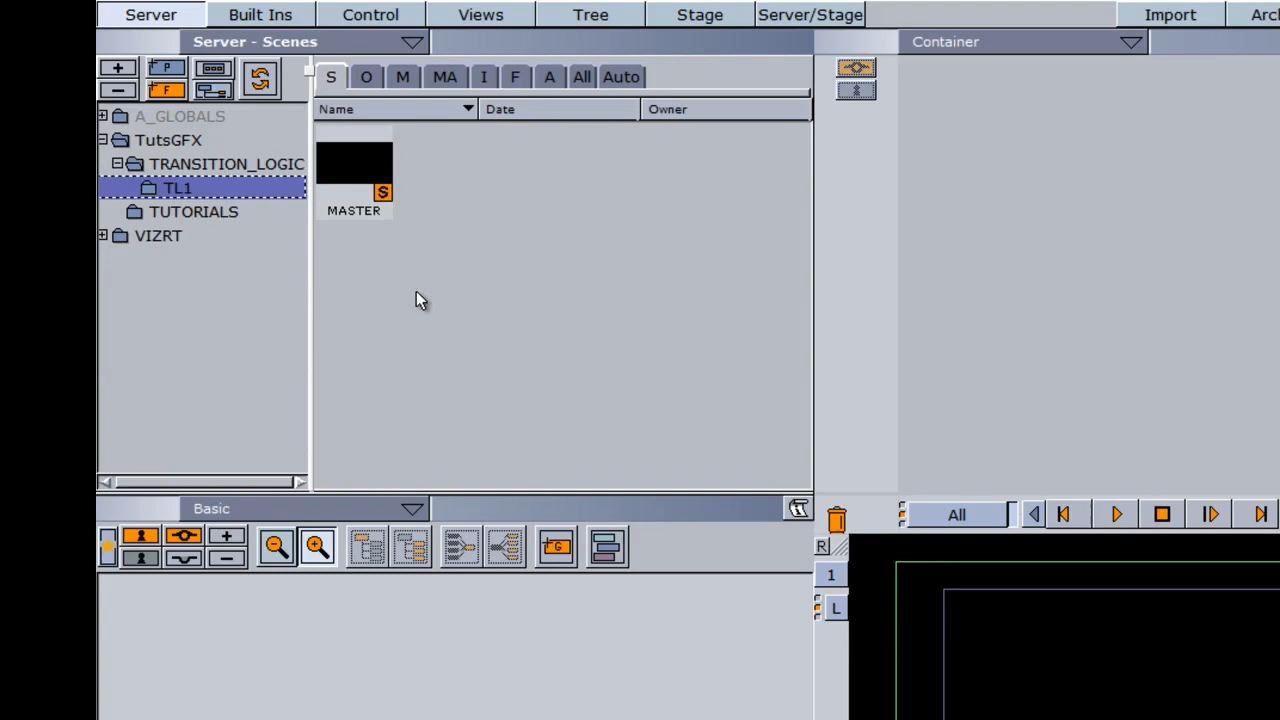 Server Built Ins Control Views Tree Stage Server/Stage Import Arc
Server - Scenes Container
P
F
S O M MA I F A All Auto
Name Date Owner
A_GLOBALS
TutsGFX
TRANSITION_LOGIC
TL1
TUTORIALS
VIZRT
S
MASTER
Basic
All
G
R
1
L